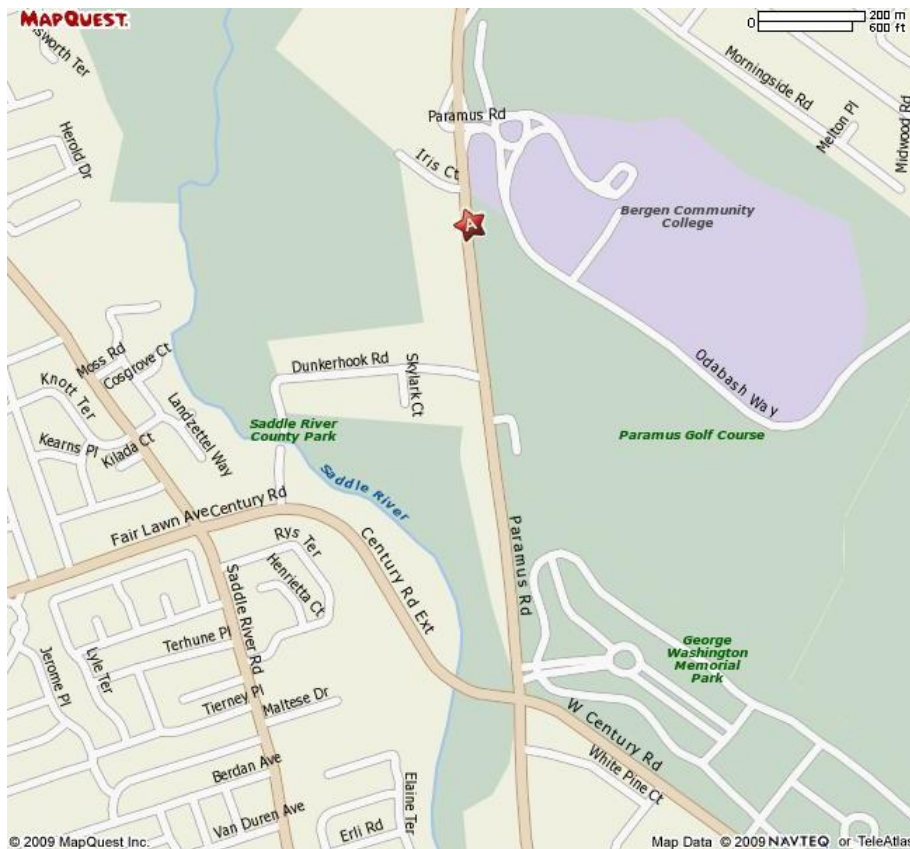 MAPQUEST.
0
200 m
600 ft
sworth Ter
Morningside Rd
Melton Pl
Midwood Rd
Herold Dr
Paramus Rd
Iris Ct
A
Bergen Community
College
Moss Rd
Cosgrove Ct
Dunkerhook Rd
Skylark Ct
Odabash Way
Knott Ter
Landzettel Way
Saddle River
County Park
Paramus Golf Course
Kearns Pl
Kilada Ct
Saddle River
Fair Lawn Ave
Century Rd
Rys Ter
Henrietta Ct
Century Rd Ext
Paramus Rd
Saddle River Rd
Terhune Pl
George
Washington
Memorial
Park
Jerome Pl
Lyle Ter
Tierney Pl
Maltese Dr
W Century Rd
White Pine Ct
Berdan Ave
Elaine Ter
Van Duren Ave
Erli Rd
© 2009 MapQuest Inc.
Map Data © 2009 NAVTEQ or TeleAtlas